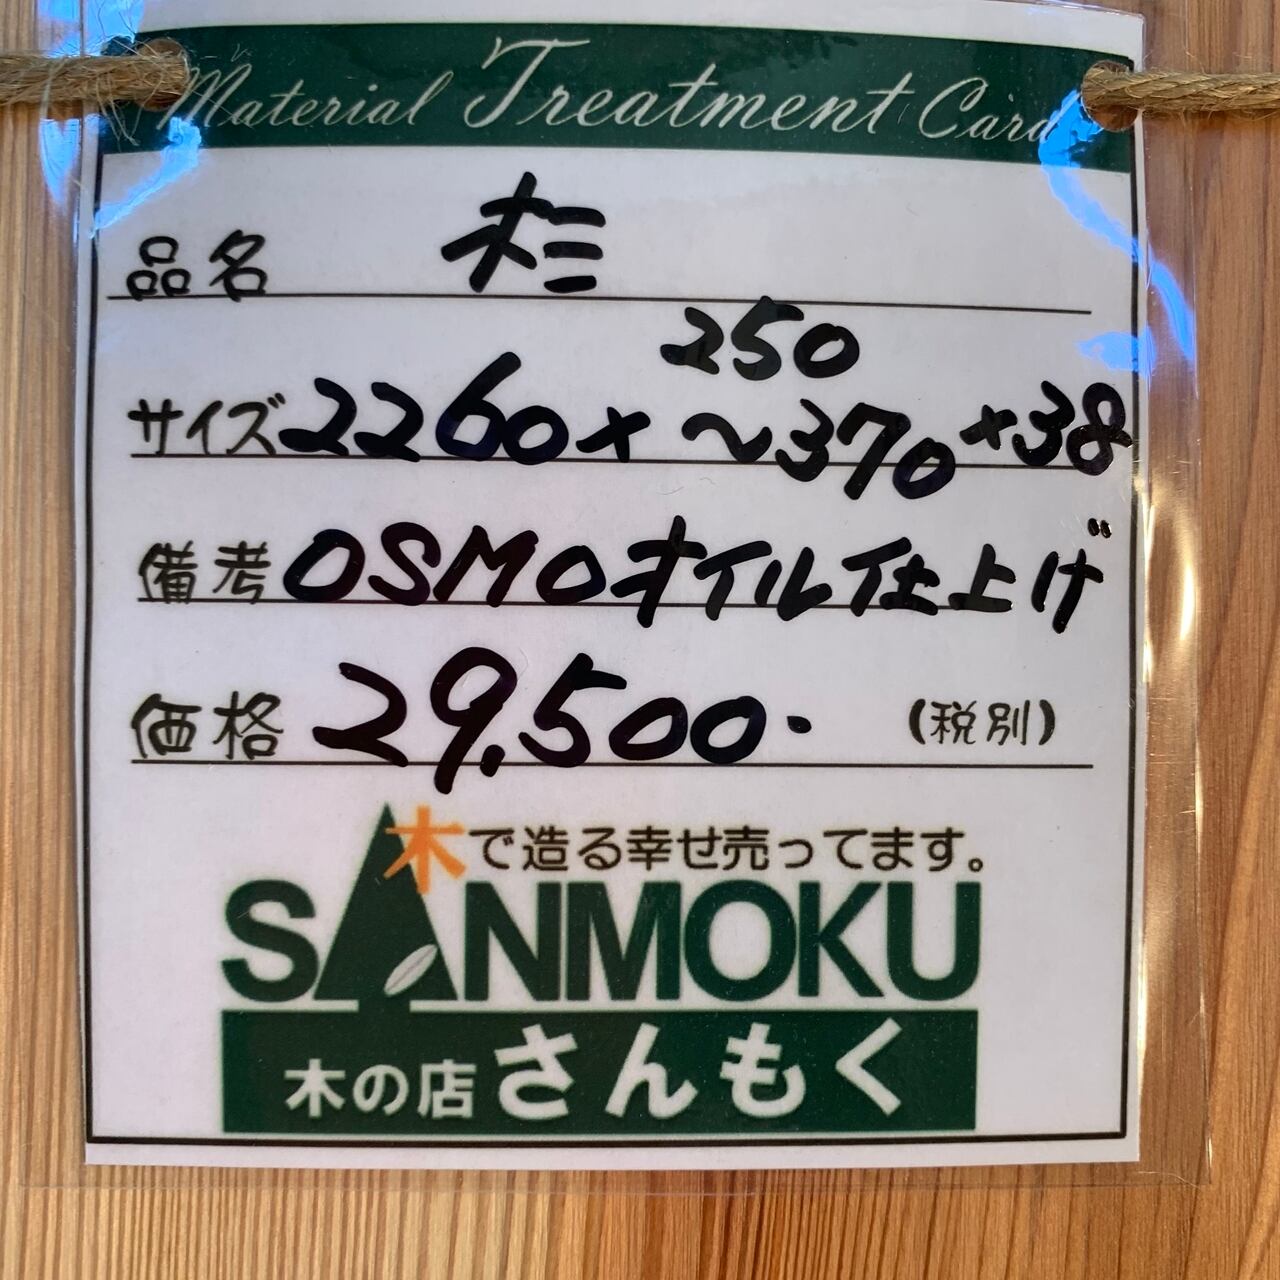 Material Treatment Card
品名 杉
サイズ 2260× 250～370×38
備考 OSMOオイル仕上げ
価格 29,500- (税別)
木で造る幸せ売ってます。
SANMOKU
木の店 さんもく